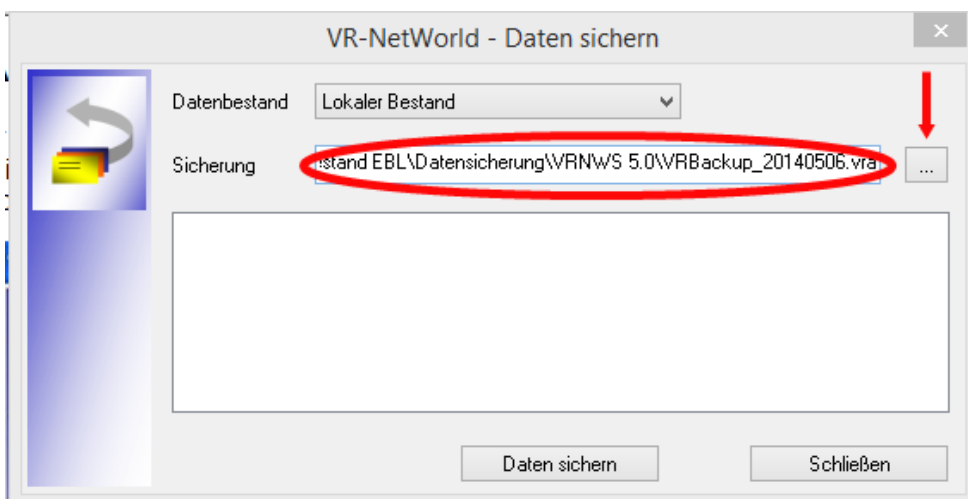 VR-NetWorld - Daten sichern
Datenbestand Lokaler Bestand
Sicherung stand EBL\Datensicherung\VRNWS 5.0\VRBackup_20140506.vra ...
Daten sichern Schließen